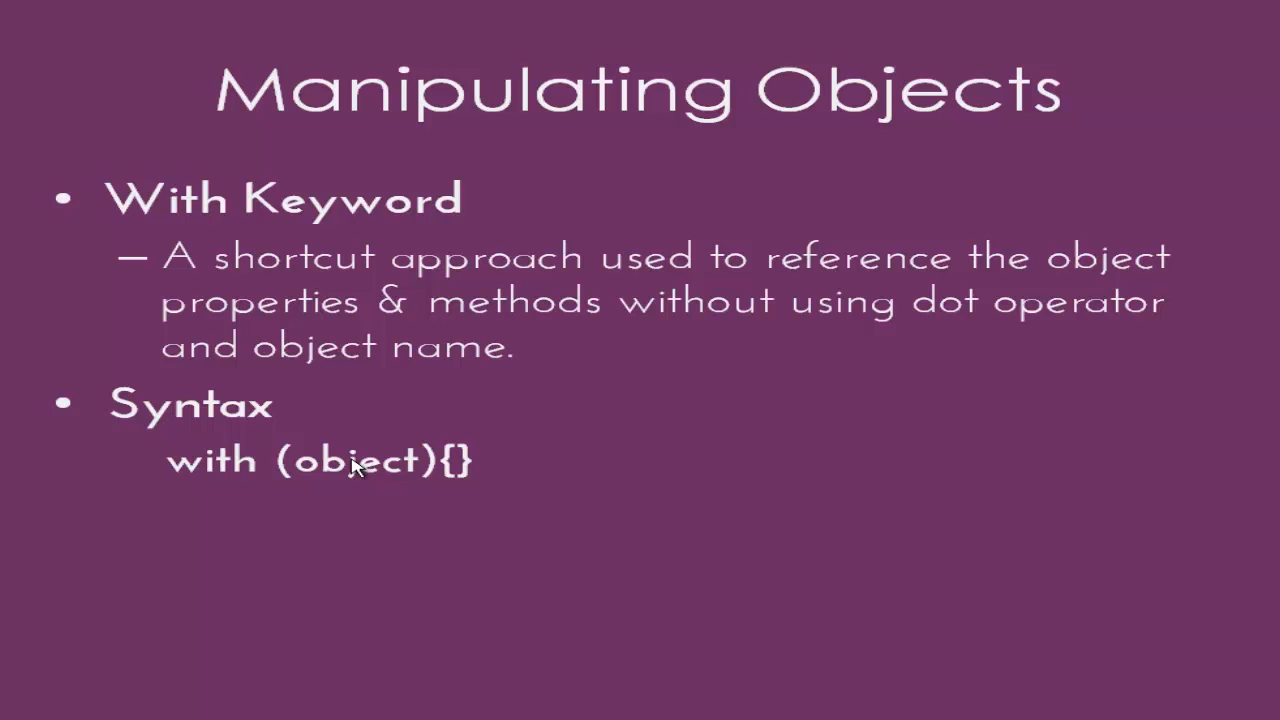 Manipulating Objects
• With Keyword
– A shortcut approach used to reference the object
properties & methods without using dot operator
and object name.
• Syntax
with (object){}